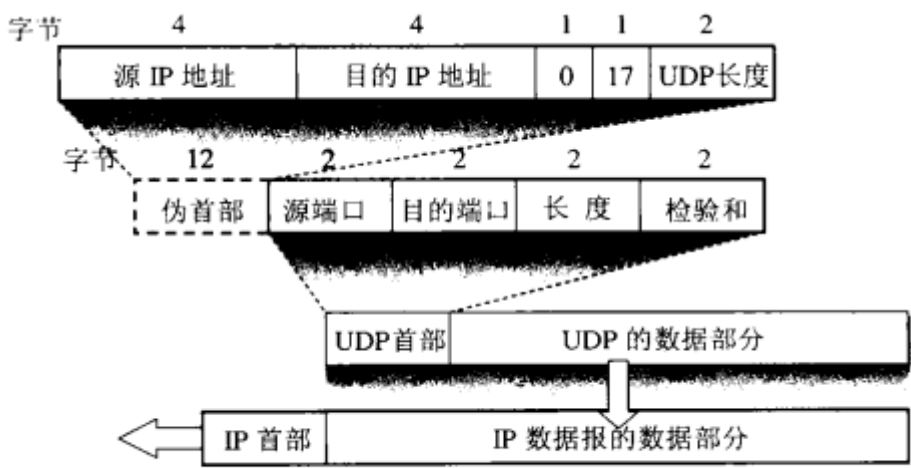 字节 4 4 1 1 2
源 IP 地址 目的 IP 地址 0 17 UDP长度
字节 12 2 2 2 2
伪首部 源端口 目的端口 长 度 检验和
UDP首部 UDP 的数据部分
IP 首部 IP 数据报的数据部分